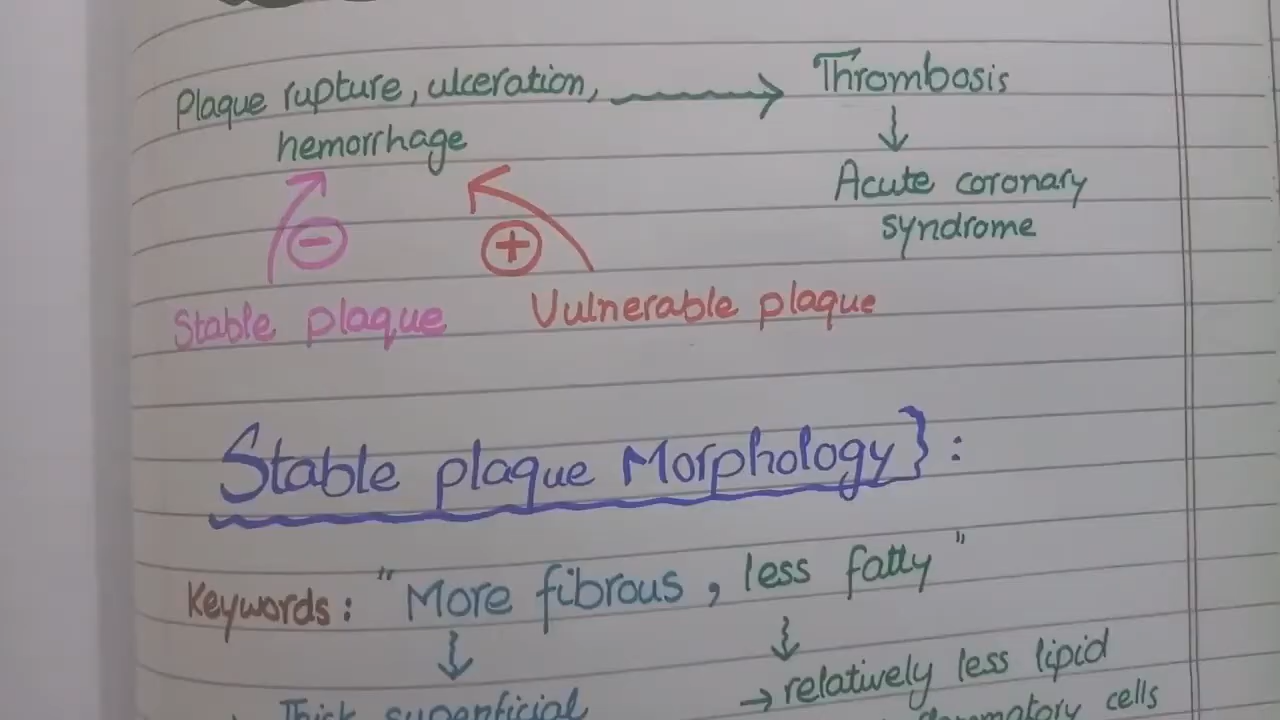 Plaque rupture, ulceration, → Thrombosis
hemorrhage
↓
Acute coronary
syndrome
− +
Stable plaque Vulnerable plaque
Stable plaque Morphology} :
Keywords: "More fibrous, less fatty"
↓ ↓
→ relatively less lipid
Thick superficial
cells